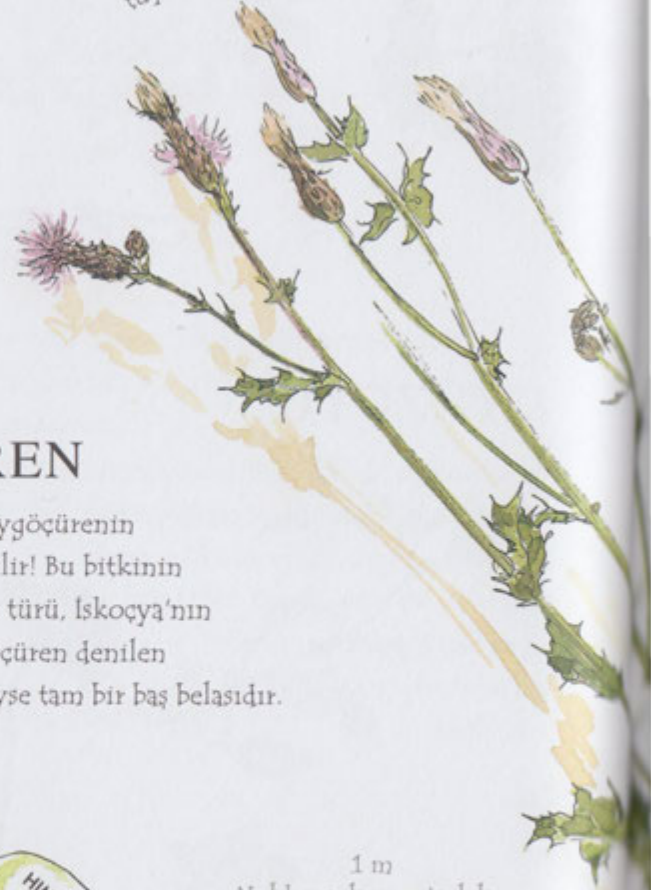 REN
ygöçürenin
lir! Bu bitkinin
türü, İskoçya'nın
çüren denilen
yse tam bir baş belasıdır.
1 m